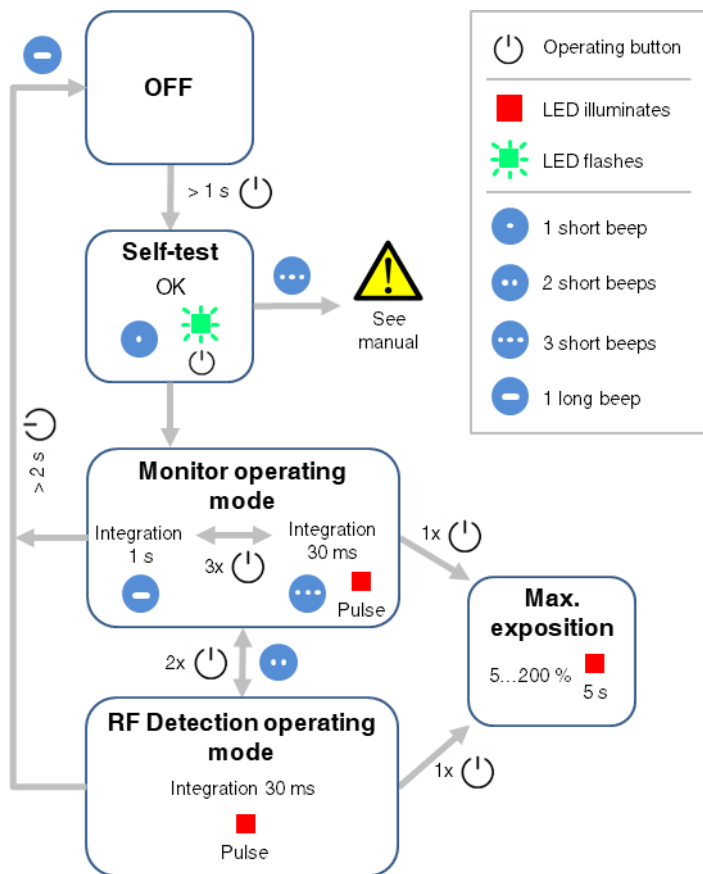 OFF
> 1 s
Self-test
OK
See
manual
> 2 s
Monitor operating
mode
Integration
1 s
3x
Integration
30 ms
Pulse
1x
Max.
exposition
5...200 %
5 s
2x
RF Detection operating
mode
Integration 30 ms
Pulse
1x
Operating button
LED illuminates
LED flashes
1 short beep
2 short beeps
3 short beeps
1 long beep